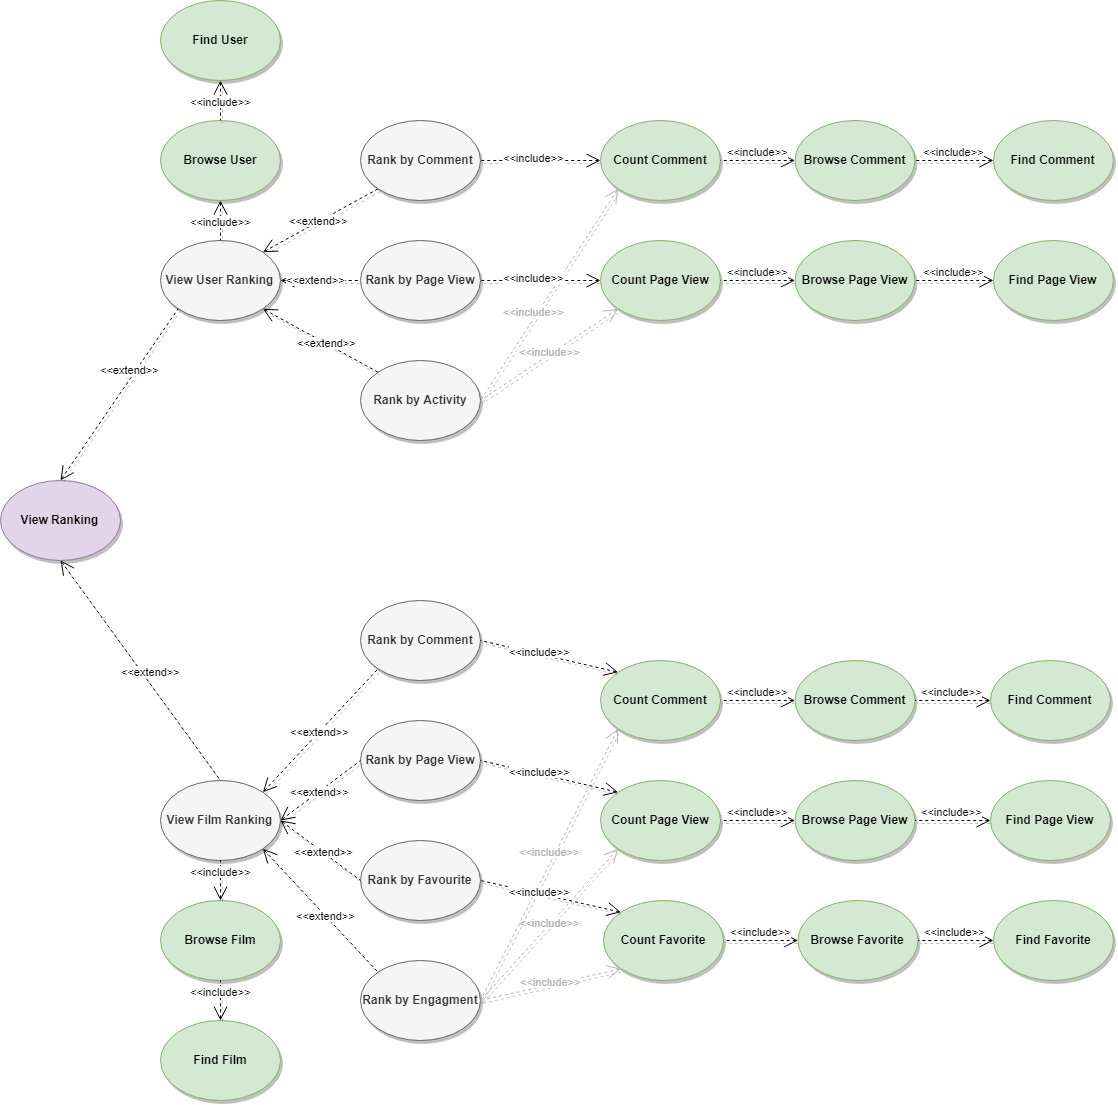 Find User
<<include>>
Browse User
Rank by Comment
<<include>>
Count Comment
<<include>>
Browse Comment
<<include>>
Find Comment
<<include>>
<<extend>>
View User Ranking
<<extend>>
Rank by Page View
<<include>>
Count Page View
<<include>>
Browse Page View
<<include>>
Find Page View
<<include>>
<<extend>>
<<include>>
<<extend>>
Rank by Activity
View Ranking
Rank by Comment
<<include>>
<<extend>>
Count Comment
<<include>>
Browse Comment
<<include>>
Find Comment
<<extend>>
Rank by Page View
<<include>>
<<extend>>
View Film Ranking
Count Page View
<<include>>
Browse Page View
<<include>>
Find Page View
<<extend>>
<<include>>
<<include>>
Rank by Favourite
<<include>>
<<extend>>
<<include>>
Browse Film
Count Favorite
<<include>>
Browse Favorite
<<include>>
Find Favorite
<<include>>
<<include>>
Rank by Engagment
Find Film